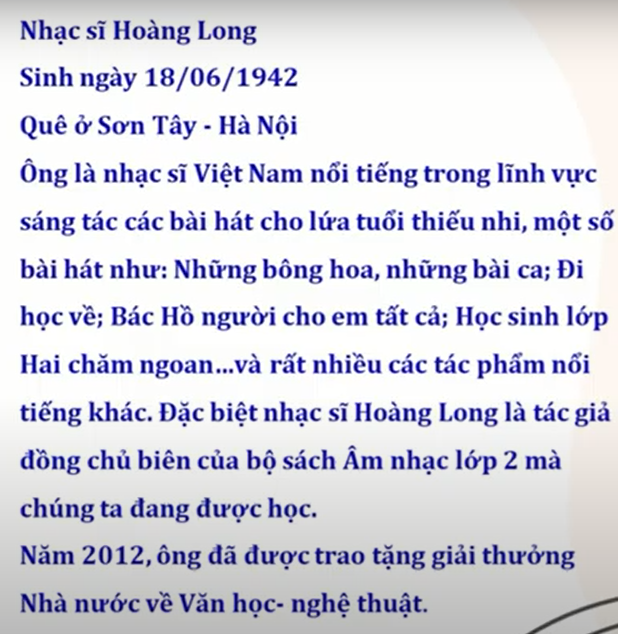 Nhạc sĩ Hoàng Long
Sinh ngày 18/06/1942
Quê ở Sơn Tây - Hà Nội
Ông là nhạc sĩ Việt Nam nổi tiếng trong lĩnh vực
sáng tác các bài hát cho lứa tuổi thiếu nhi, một số
bài hát như: Những bông hoa, những bài ca; Đi
học về; Bác Hồ người cho em tất cả; Học sinh lớp
Hai chăm ngoan...và rất nhiều các tác phẩm nổi
tiếng khác. Đặc biệt nhạc sĩ Hoàng Long là tác giả
đồng chủ biên của bộ sách Âm nhạc lớp 2 mà
chúng ta đang được học.
Năm 2012, ông đã được trao tặng giải thưởng
Nhà nước về Văn học- nghệ thuật.